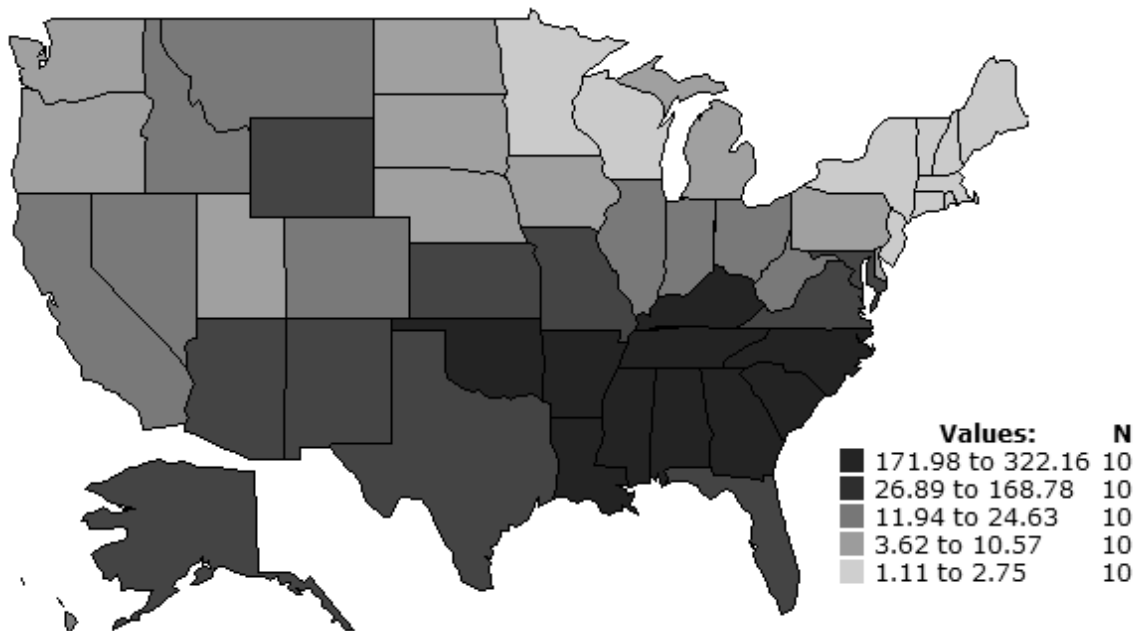 Values: N
171.98 to 322.16 10
26.89 to 168.78 10
11.94 to 24.63 10
3.62 to 10.57 10
1.11 to 2.75 10